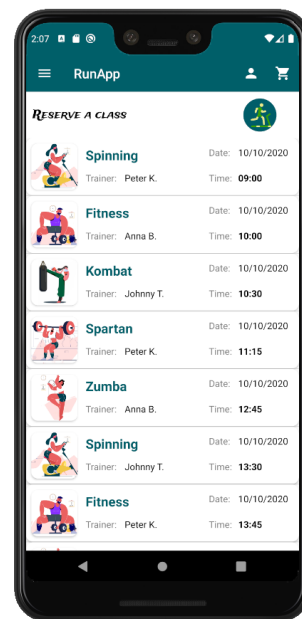 2:07
RunApp
RESERVE A CLASS
Spinning Date: 10/10/2020
Trainer: Peter K. Time: 09:00
Fitness Date: 10/10/2020
Trainer: Anna B. Time: 10:00
Kombat Date: 10/10/2020
Trainer: Johnny T. Time: 10:30
Spartan Date: 10/10/2020
Trainer: Peter K. Time: 11:15
Zumba Date: 10/10/2020
Trainer: Anna B. Time: 12:45
Spinning Date: 10/10/2020
Trainer: Johnny T. Time: 13:30
Fitness Date: 10/10/2020
Trainer: Peter K. Time: 13:45